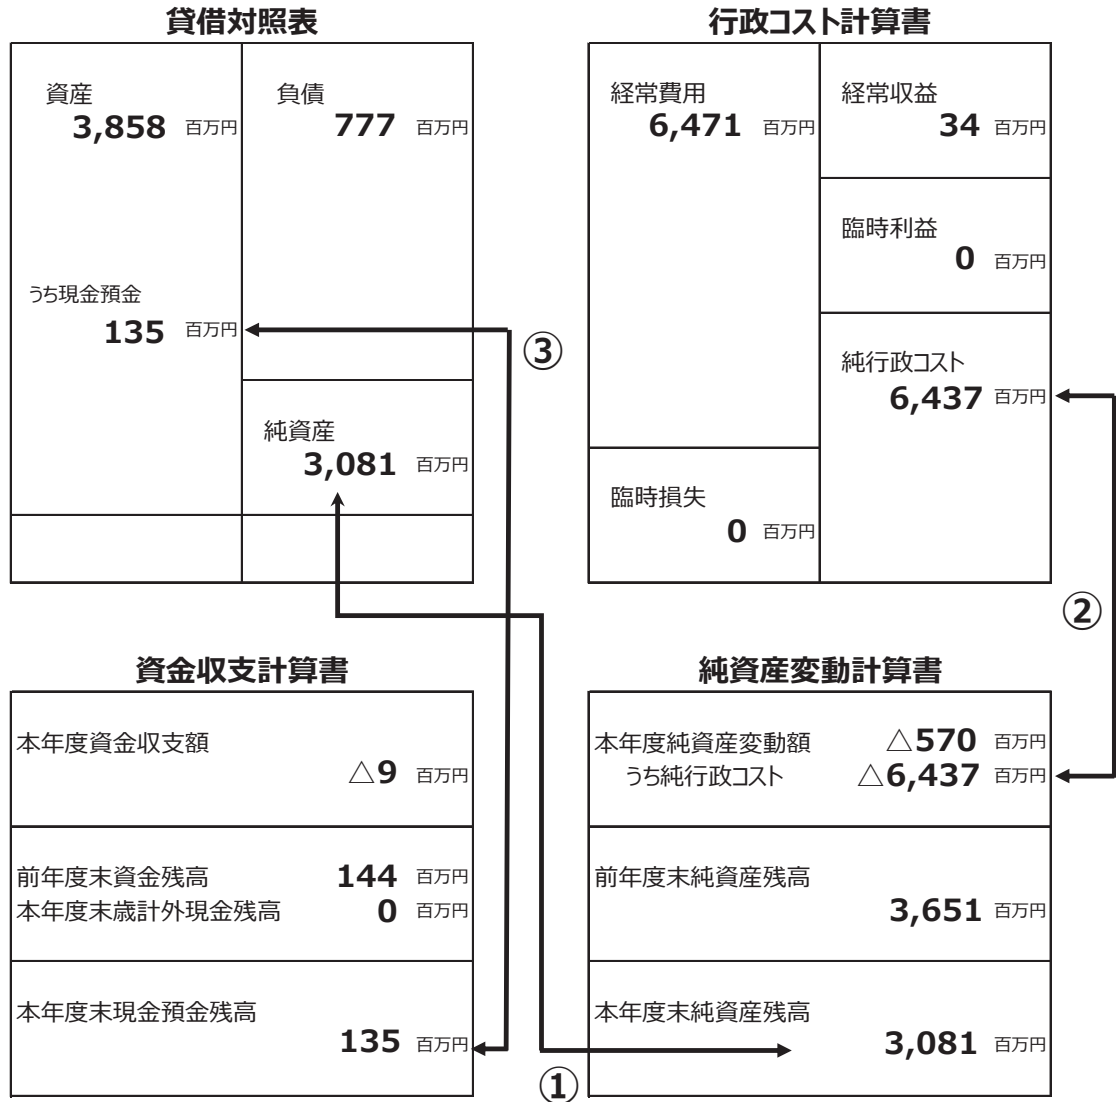 貸借対照表
資産
3,858 百万円
負債
777 百万円
うち現金預金
135 百万円
純資産
3,081 百万円
行政コスト計算書
経常費用
6,471 百万円
経常収益
34 百万円
臨時利益
0 百万円
純行政コスト
6,437 百万円
臨時損失
0 百万円
③
②
資金収支計算書
本年度資金収支額
△9 百万円
前年度末資金残高 144 百万円
本年度末歳計外現金残高 0 百万円
本年度末現金預金残高
135 百万円
純資産変動計算書
本年度純資産変動額 △570 百万円
うち純行政コスト △6,437 百万円
前年度末純資産残高
3,651 百万円
本年度末純資産残高
3,081 百万円
①